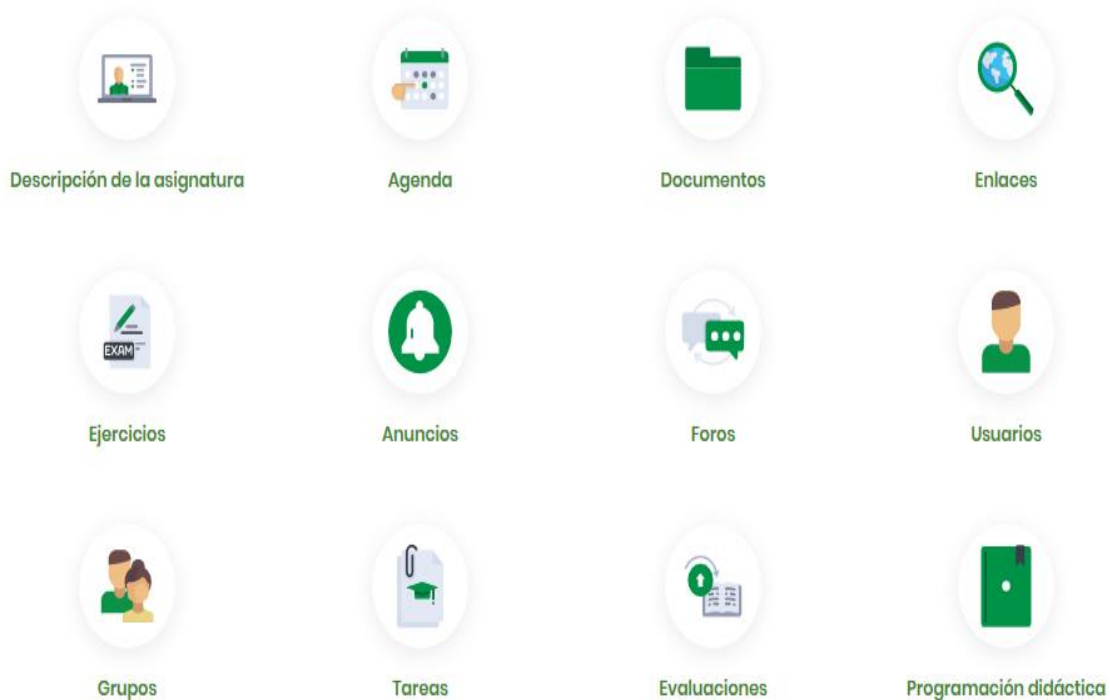 Descripción de la asignatura
Agenda
Documentos
Enlaces
EXAM
Ejercicios
Anuncios
Foros
Usuarios
Grupos
Tareas
Evaluaciones
Programación didáctica